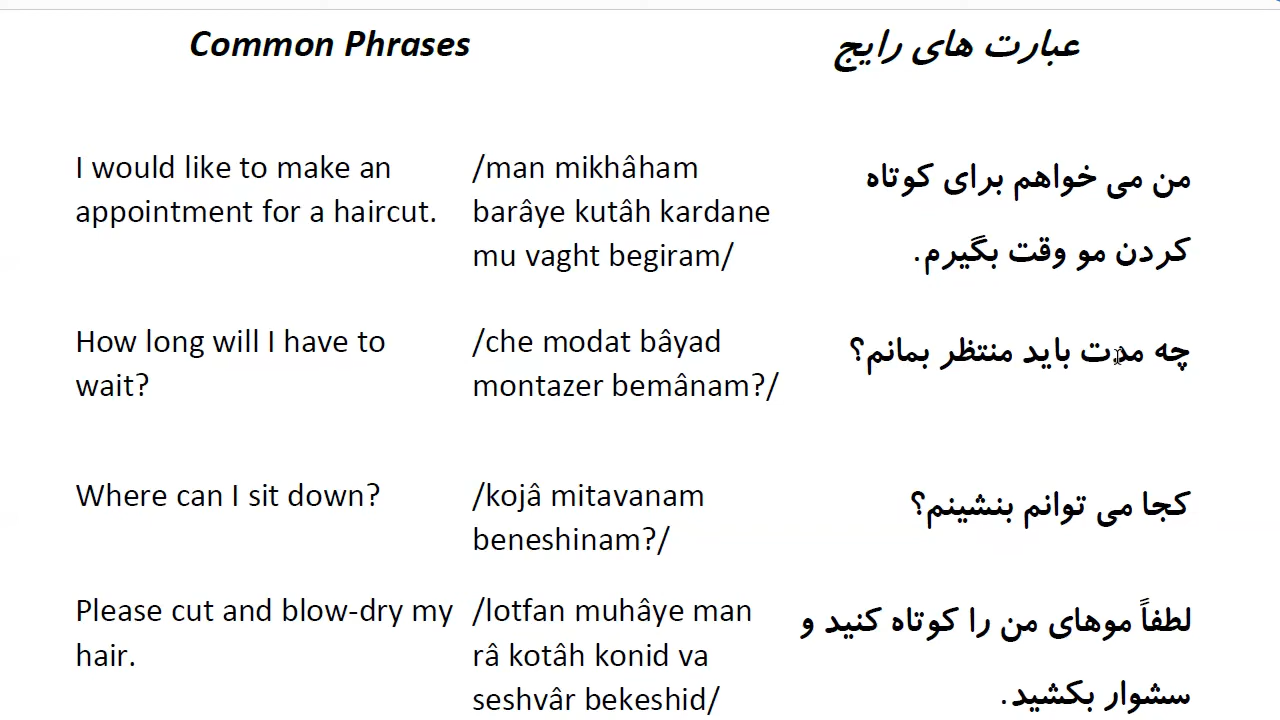 Common Phrases
عبارت های رایج
I would like to make an
appointment for a haircut.
/man mikhâham
barâye kutâh kardane
mu vaght begiram/
من می خواهم برای کوتاه
کردن مو وقت بگیرم.
How long will I have to
wait?
/che modat bâyad
montazer bemânam?/
چه مدت باید منتظر بمانم؟
Where can I sit down?
/kojâ mitavanam
beneshinam?/
کجا می توانم بنشینم؟
Please cut and blow-dry my
hair.
/lotfan muhâye man
râ kotâh konid va
seshvâr bekeshid/
لطفاً موهای من را کوتاه کنید و
سشوار بکشید.